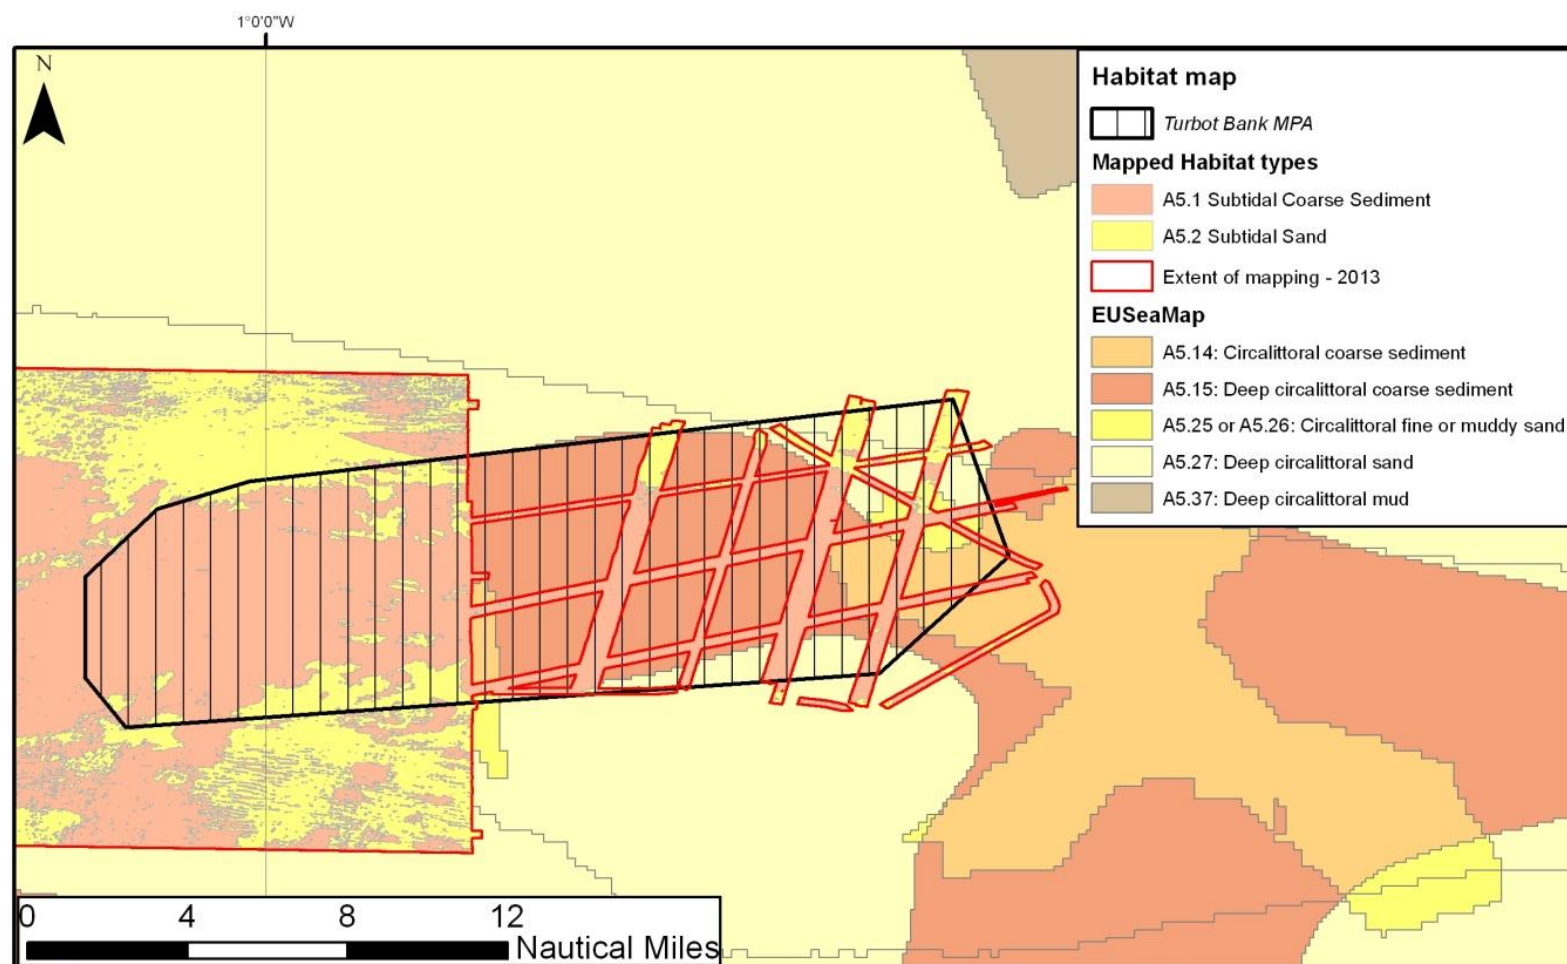 1°0'0"W
N
Habitat map
Turbot Bank MPA
Mapped Habitat types
A5.1 Subtidal Coarse Sediment
A5.2 Subtidal Sand
Extent of mapping - 2013
EUSeaMap
A5.14: Circalittoral coarse sediment
A5.15: Deep circalittoral coarse sediment
A5.25 or A5.26: Circalittoral fine or muddy sand
A5.27: Deep circalittoral sand
A5.37: Deep circalittoral mud
0 4 8 12
Nautical Miles